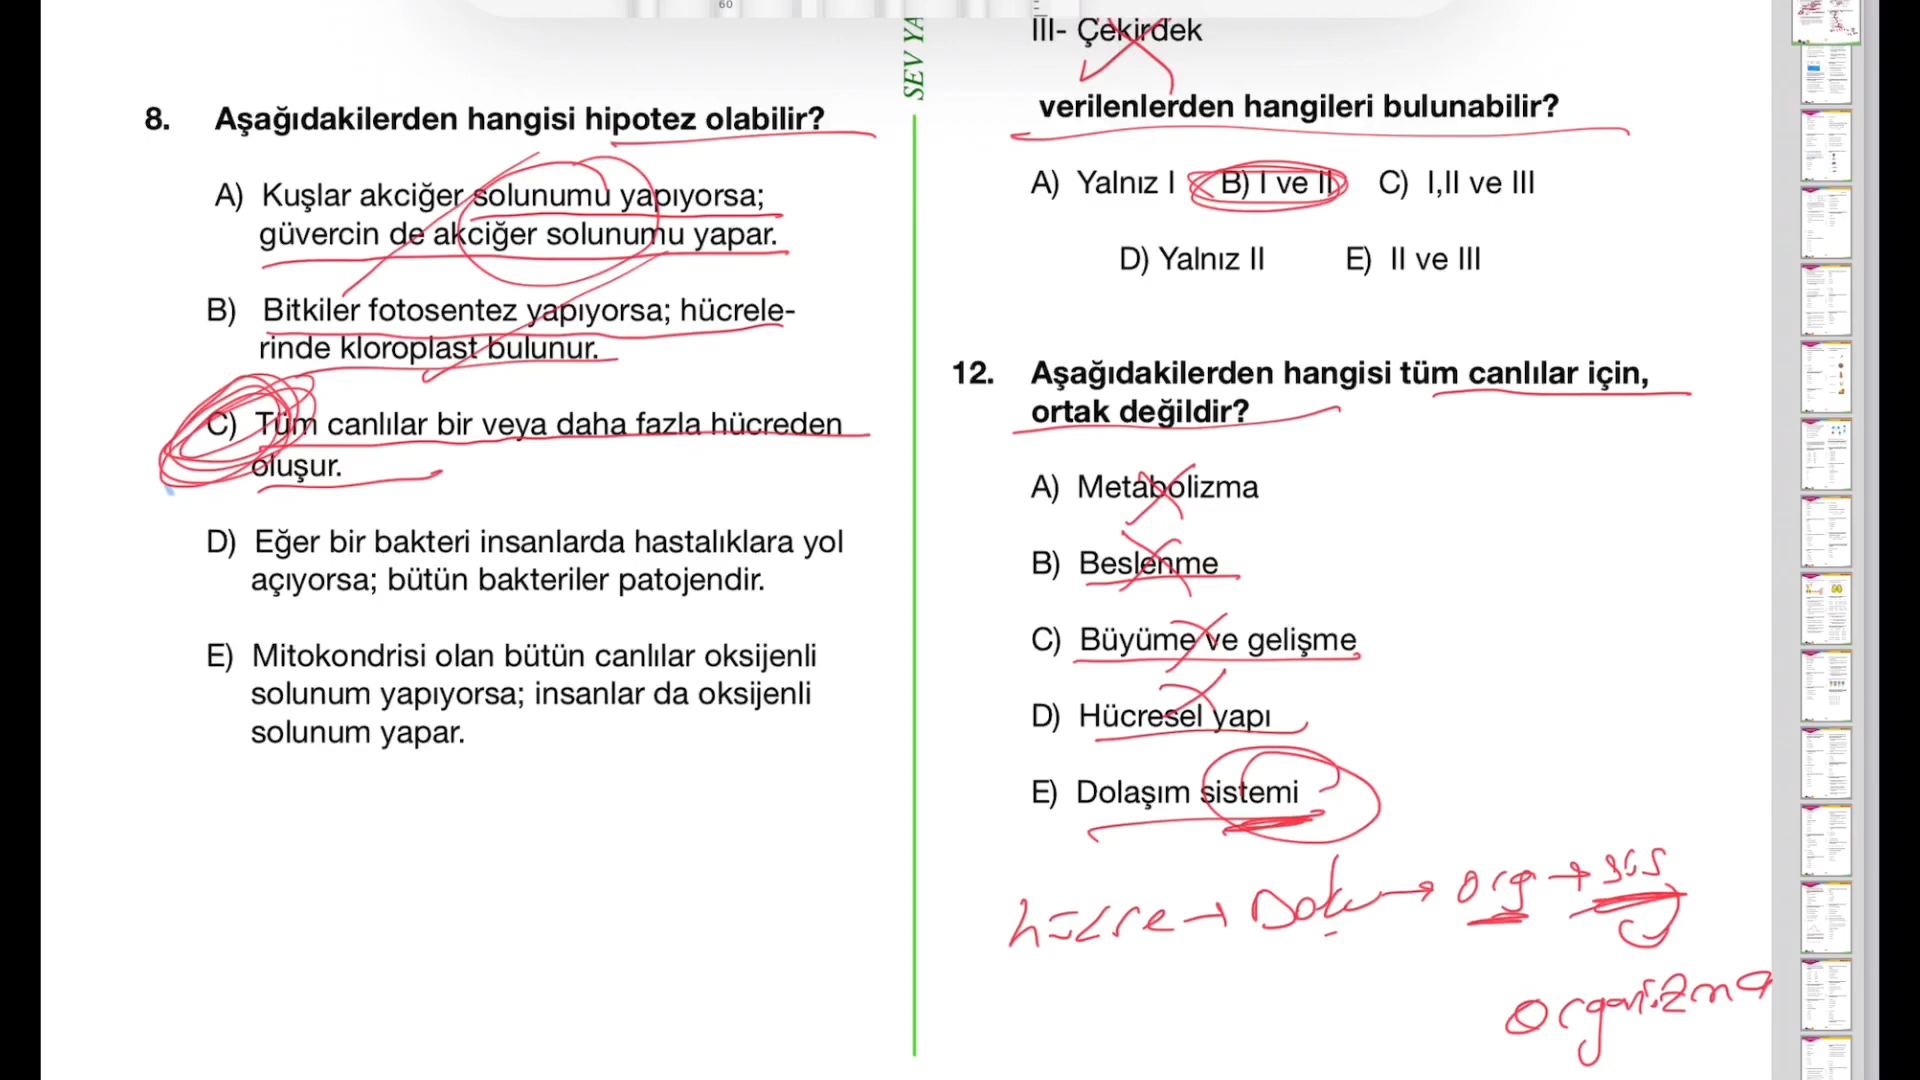 60
SEV YA
8. Aşağıdakilerden hangisi hipotez olabilir?
A) Kuşlar akciğer solunumu yapıyorsa;
güvercin de akciğer solunumu yapar.
B) Bitkiler fotosentez yapıyorsa; hücrele-
rinde kloroplast bulunur.
C) Tüm canlılar bir veya daha fazla hücreden
oluşur.
D) Eğer bir bakteri insanlarda hastalıklara yol
açıyorsa; bütün bakteriler patojendir.
E) Mitokondrisi olan bütün canlılar oksijenli
solunum yapıyorsa; insanlar da oksijenli
solunum yapar.
III- Çekirdek
verilenlerden hangileri bulunabilir?
A) Yalnız I B) I ve II C) I,II ve III
D) Yalnız II E) II ve III
12. Aşağıdakilerden hangisi tüm canlılar için,
ortak değildir?
A) Metabolizma
B) Beslenme
C) Büyüme ve gelişme
D) Hücresel yapı
E) Dolaşım sistemi
hücre → Doku → org → sis
organizma